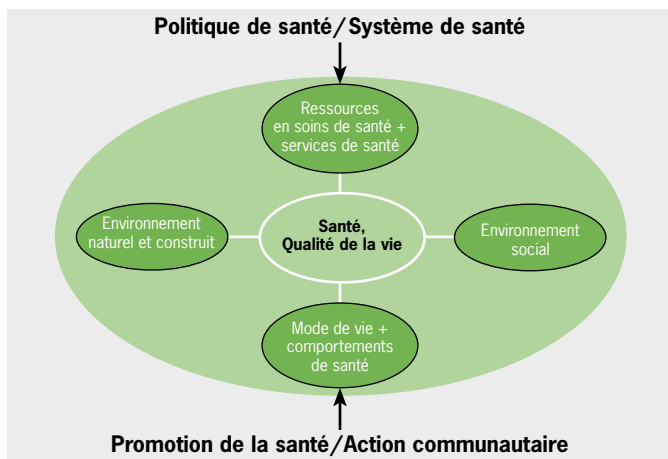 Politique de santé/Système de santé
Ressources
en soins de santé +
services de santé
Environnement
naturel et construit
Santé,
Qualité de la vie
Environnement
social
Mode de vie +
comportements
de santé
Promotion de la santé/Action communautaire